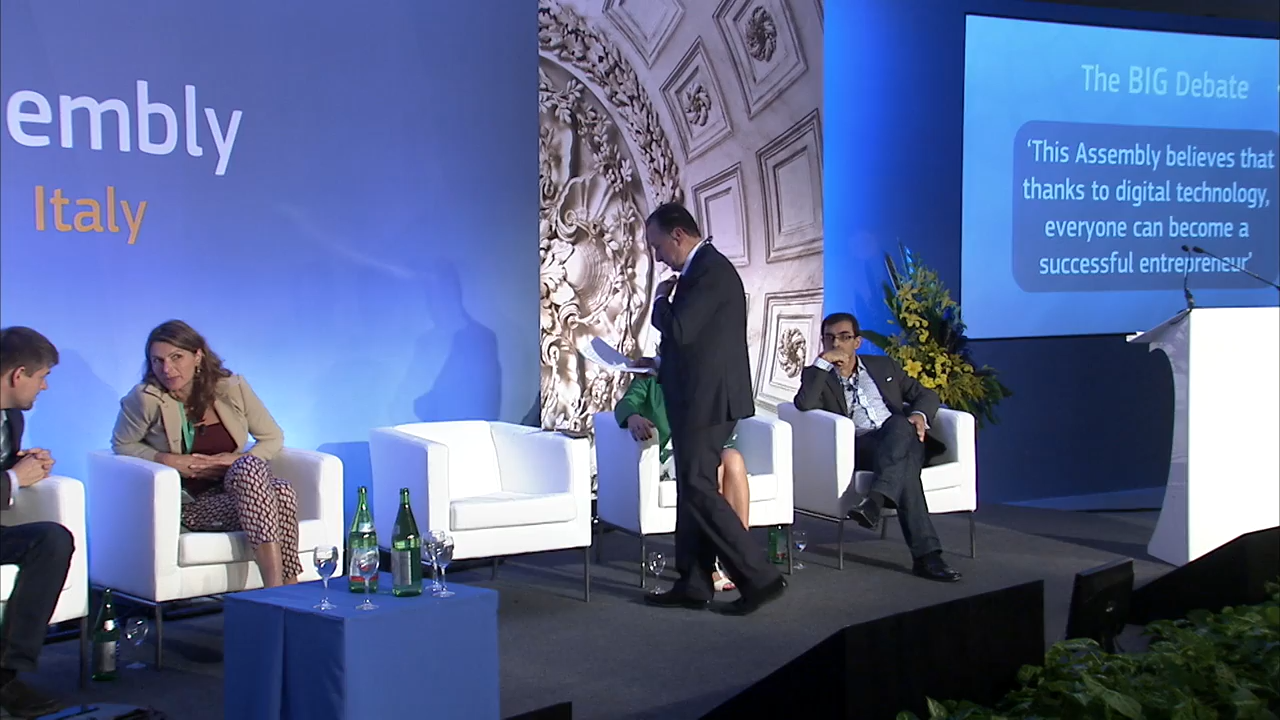 embly
Italy
The BIG Debate
‘This Assembly believes that
thanks to digital technology,
everyone can become a
successful entrepreneur’